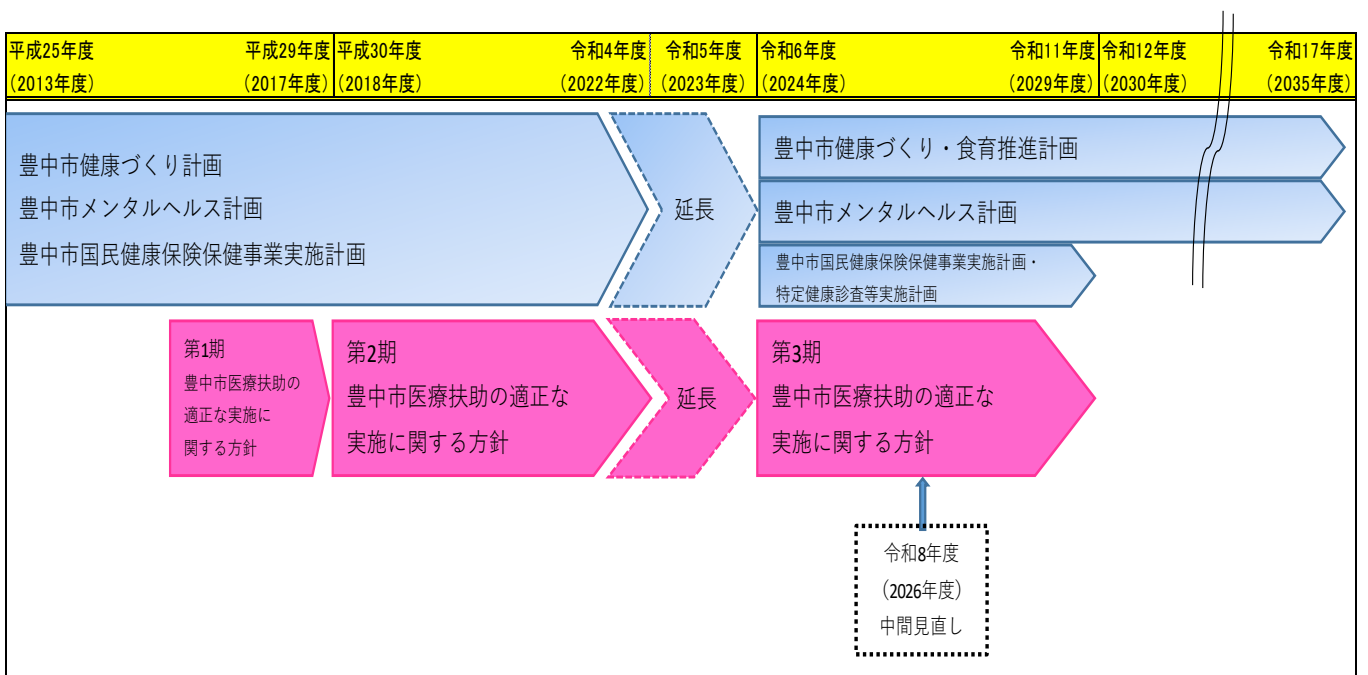 平成25年度 平成29年度 平成30年度 令和4年度 令和5年度 令和6年度 令和11年度 令和12年度 令和17年度
（2013年度） （2017年度） （2018年度） （2022年度） （2023年度） （2024年度） （2029年度） （2030年度） （2035年度）
豊中市健康づくり計画
豊中市メンタルヘルス計画
豊中市国民健康保険保健事業実施計画
延長
豊中市健康づくり・食育推進計画
豊中市メンタルヘルス計画
豊中市国民健康保険保健事業実施計画・
特定健康診査等実施計画
第1期
豊中市医療扶助の
適正な実施に
関する方針
第2期
豊中市医療扶助の適正な
実施に関する方針
延長
第3期
豊中市医療扶助の適正な
実施に関する方針
令和8年度
（2026年度）
中間見直し